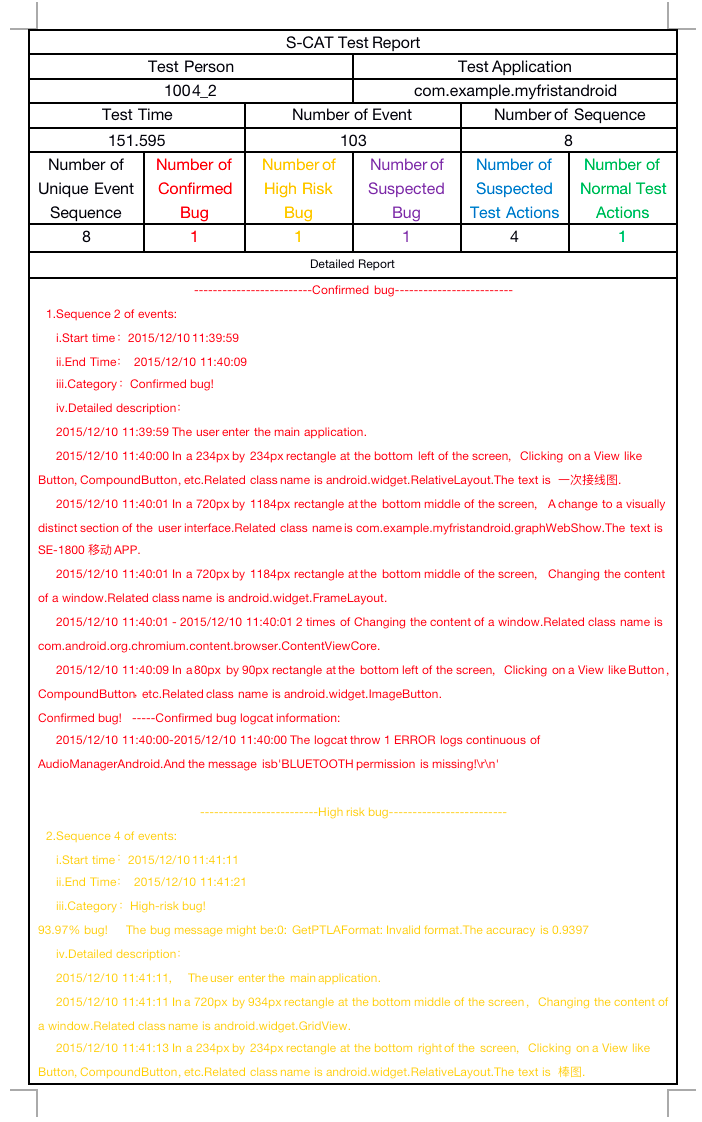 S-CAT Test Report
Test Person Test Application
1004_2 com.example.myfristandroid
Test Time Number of Event Number of Sequence
151.595 103 8
Number of Unique Event Sequence
Number of Confirmed Bug
Number of High Risk Bug
Number of Suspected Bug
Number of Suspected Test Actions
Number of Normal Test Actions
8 1 1 1 4 1
Detailed Report
-------------------------Confirmed bug-------------------------
1.Sequence 2 of events:
i.Start time：2015/12/10 11:39:59
ii.End Time： 2015/12/10 11:40:09
iii.Category：Confirmed bug!
iv.Detailed description：
2015/12/10 11:39:59 The user enter the main application.
2015/12/10 11:40:00 In a 234px by 234px rectangle at the bottom left of the screen, Clicking on a View like
Button, CompoundButton, etc.Related class name is android.widget.RelativeLayout.The text is 一次接线图.
2015/12/10 11:40:01 In a 720px by 1184px rectangle at the bottom middle of the screen, A change to a visually
distinct section of the user interface.Related class name is com.example.myfristandroid.graphWebShow.The text is
SE-1800 移动 APP.
2015/12/10 11:40:01 In a 720px by 1184px rectangle at the bottom middle of the screen, Changing the content
of a window.Related class name is android.widget.FrameLayout.
2015/12/10 11:40:01 - 2015/12/10 11:40:01 2 times of Changing the content of a window.Related class name is
com.android.org.chromium.content.browser.ContentViewCore.
2015/12/10 11:40:09 In a 80px by 90px rectangle at the bottom left of the screen, Clicking on a View like Button,
CompoundButton, etc.Related class name is android.widget.ImageButton.
Confirmed bug! -----Confirmed bug logcat information:
2015/12/10 11:40:00-2015/12/10 11:40:00 The logcat throw 1 ERROR logs continuous of
AudioManagerAndroid.And the message isb'BLUETOOTH permission is missing!\r\n'
-------------------------High risk bug-------------------------
2.Sequence 4 of events:
i.Start time：2015/12/10 11:41:11
ii.End Time： 2015/12/10 11:41:21
iii.Category：High-risk bug!
93.97% bug! The bug message might be:0: GetPTLAFormat: Invalid format.The accuracy is 0.9397
iv.Detailed description：
2015/12/10 11:41:11, The user enter the main application.
2015/12/10 11:41:11 In a 720px by 934px rectangle at the bottom middle of the screen, Changing the content of
a window.Related class name is android.widget.GridView.
2015/12/10 11:41:13 In a 234px by 234px rectangle at the bottom right of the screen, Clicking on a View like
Button, CompoundButton, etc.Related class name is android.widget.RelativeLayout.The text is 棒图.